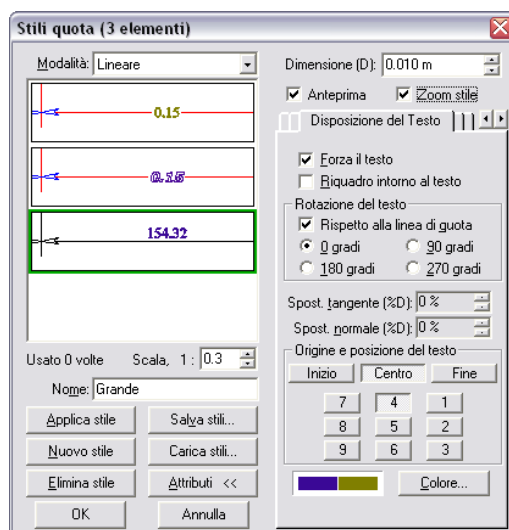 Stili quota (3 elementi)
Modalità: Lineare
0.15
0.15
154.32
Usato 0 volte Scala, 1 : 0.3
Nome: Grande
Applica stile Salva stili...
Nuovo stile Carica stili...
Elimina stile Attributi <<
OK Annulla
Dimensione (D): 0.010 m
Anteprima Zoom stile
Disposizione del Testo
Forza il testo
Riquadro intorno al testo
Rotazione del testo
Rispetto alla linea di quota
0 gradi 90 gradi
180 gradi 270 gradi
Spost. tangente (%D): 0 %
Spost. normale (%D): 0 %
Origine e posizione del testo
Inizio Centro Fine
7 4 1
8 5 2
9 6 3
Colore...